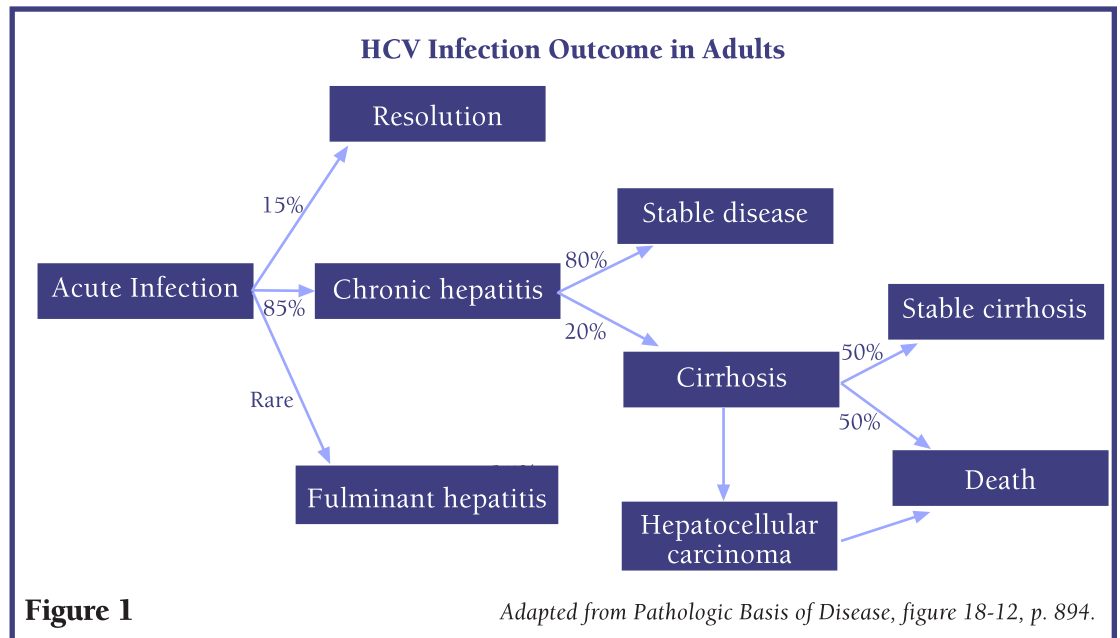 HCV Infection Outcome in Adults
Resolution
15%
Stable disease
80%
Acute Infection
85%
Chronic hepatitis
20%
Stable cirrhosis
50%
Cirrhosis
50%
Rare
Death
Fulminant hepatitis
Hepatocellular
carcinoma
Figure 1
Adapted from Pathologic Basis of Disease, figure 18-12, p. 894.